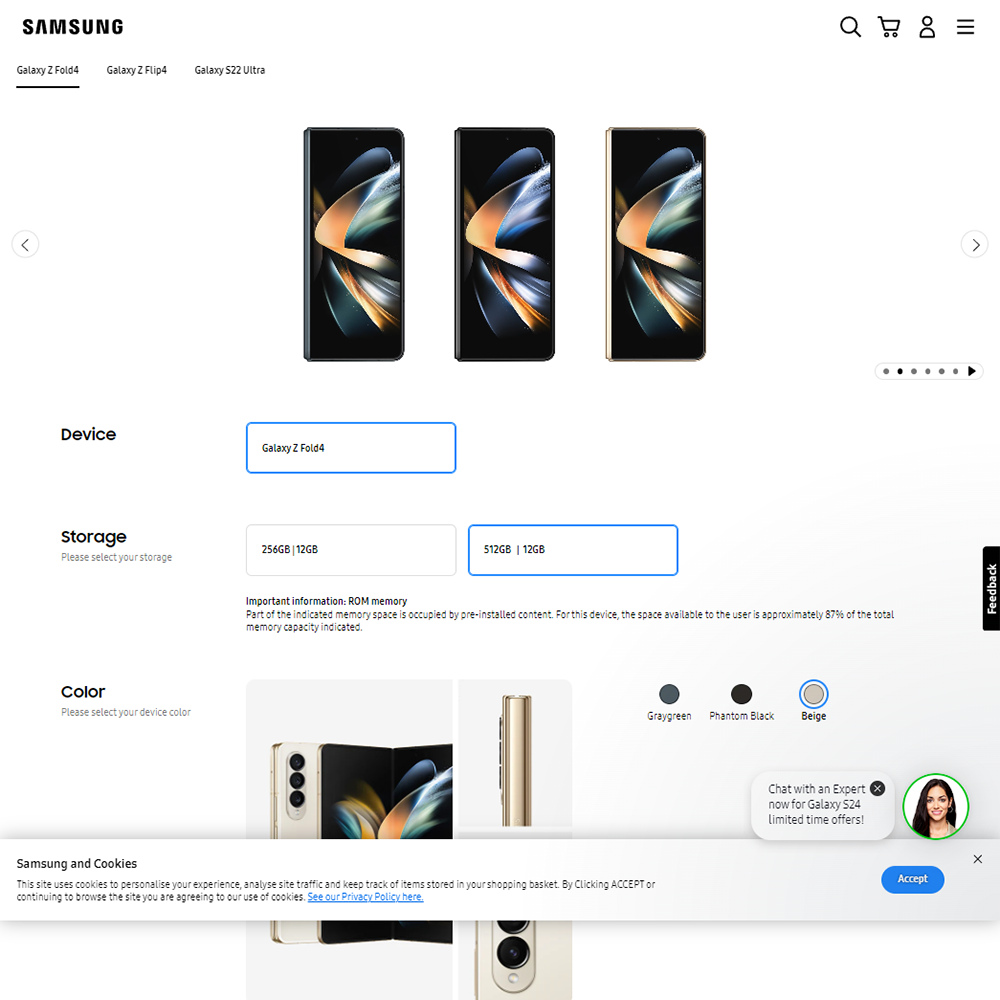 SAMSUNG
Galaxy Z Fold4
Galaxy Z Flip4
Galaxy S22 Ultra
Device
Galaxy Z Fold4
Storage
Please select your storage
256GB | 12GB
512GB | 12GB
Important information: ROM memory
Part of the indicated memory space is occupied by pre-installed content. For this device, the space available to the user is approximately 87% of the total
memory capacity indicated.
Feedback
Color
Please select your device color
Graygreen
Phantom Black
Beige
Chat with an Expert
now for Galaxy S24
limited time offers!
Samsung and Cookies
This site uses cookies to personalise your experience, analyse site traffic and keep track of items stored in your shopping basket. By Clicking ACCEPT or
continuing to browse the site you are agreeing to our use of cookies. See our Privacy Policy here.
Accept